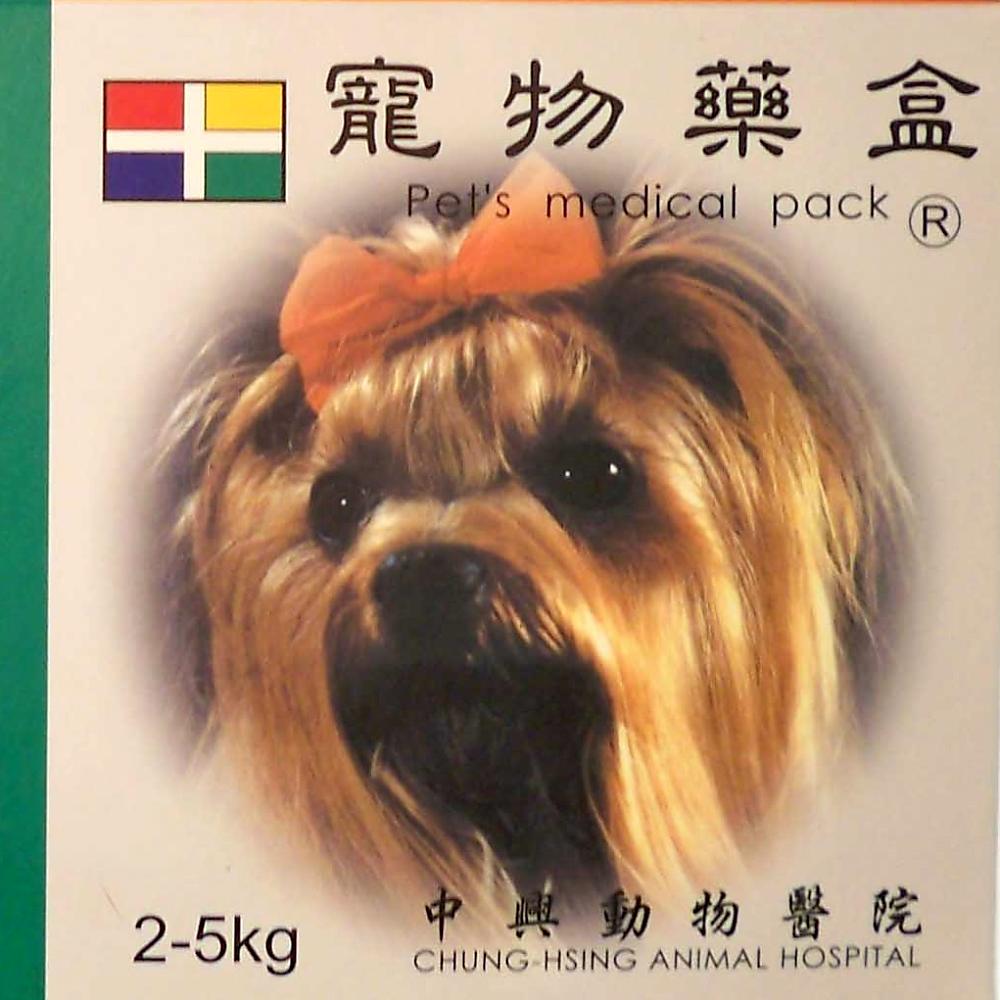 寵物藥盒
Pet's medical pack ®
2-5kg
中興動物醫院
CHUNG-HSING ANIMAL HOSPITAL